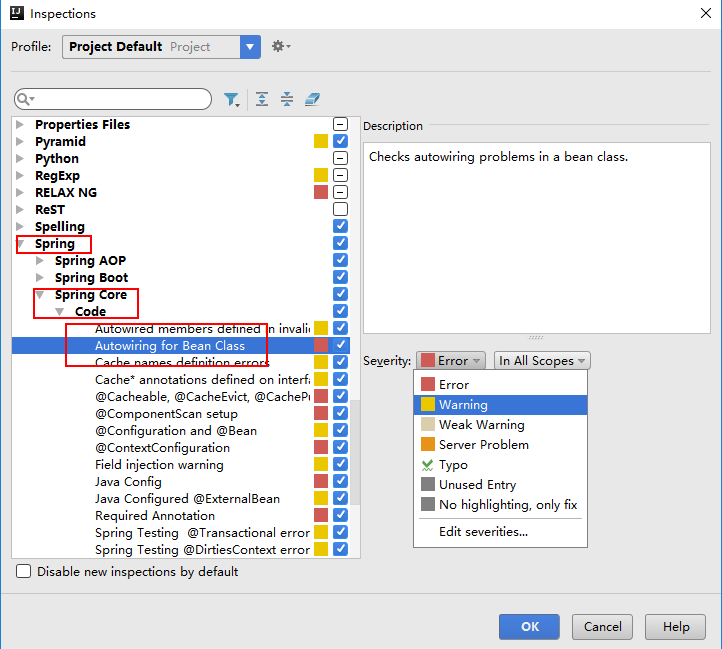 IJ Inspections
Profile: Project Default Project
Properties Files
Pyramid
Python
RegExp
RELAX NG
ReST
Spelling
Spring
Spring AOP
Spring Boot
Spring Core
Code
Autowired members defined in invalid
Autowiring for Bean Class
Cache names definition errors
Cache* annotations defined on interf
@Cacheable, @CacheEvict, @CachePu
@ComponentScan setup
@Configuration and @Bean
@ContextConfiguration
Field injection warning
Java Config
Java Configured @ExternalBean
Required Annotation
Spring Testing @Transactional error
Spring Testing @DirtiesContext error
Disable new inspections by default
Description
Checks autowiring problems in a bean class.
Severity: Error In All Scopes
Error
Warning
Weak Warning
Server Problem
Typo
Unused Entry
No highlighting, only fix
Edit severities...
OK Cancel Help